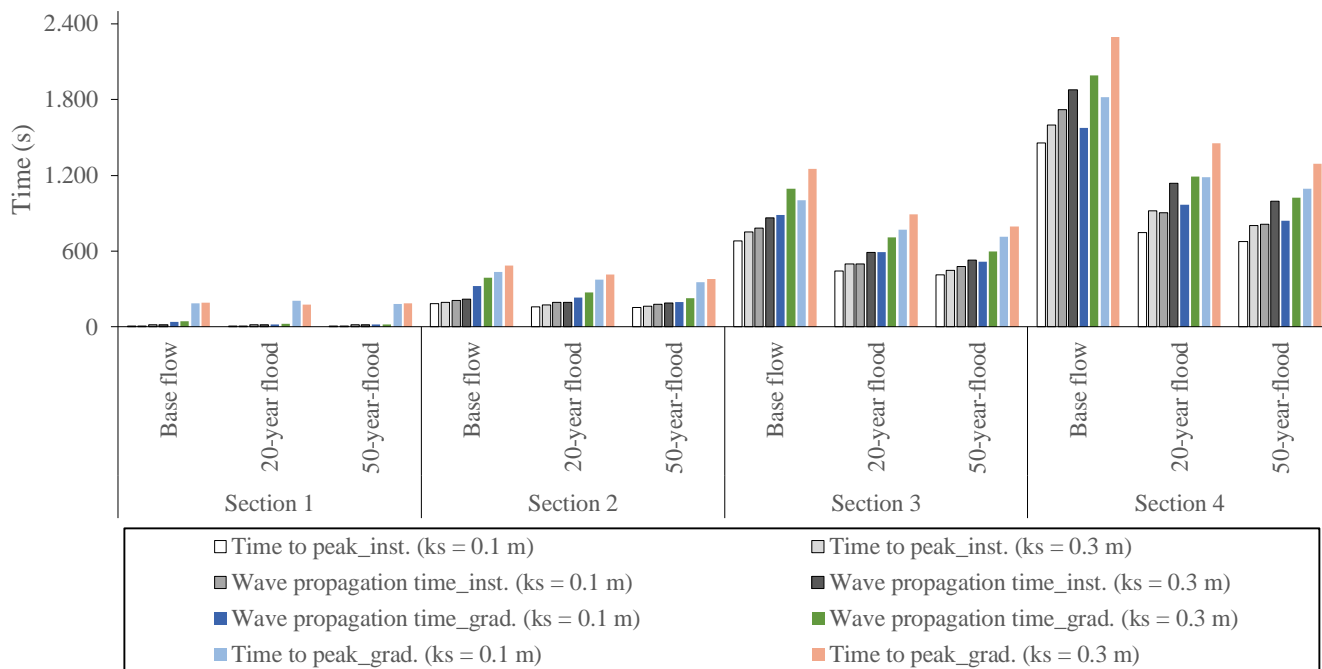 2.400
1.800
1.200
600
0
Time (s)
Base flow
20-year flood
50-year-flood
Base flow
20-year flood
50-year-flood
Base flow
20-year flood
50-year-flood
Base flow
20-year flood
50-year-flood
Section 1
Section 2
Section 3
Section 4
Time to peak_inst. (ks = 0.1 m)
Time to peak_inst. (ks = 0.3 m)
Wave propagation time_inst. (ks = 0.1 m)
Wave propagation time_inst. (ks = 0.3 m)
Wave propagation time_grad. (ks = 0.1 m)
Wave propagation time_grad. (ks = 0.3 m)
Time to peak_grad. (ks = 0.1 m)
Time to peak_grad. (ks = 0.3 m)